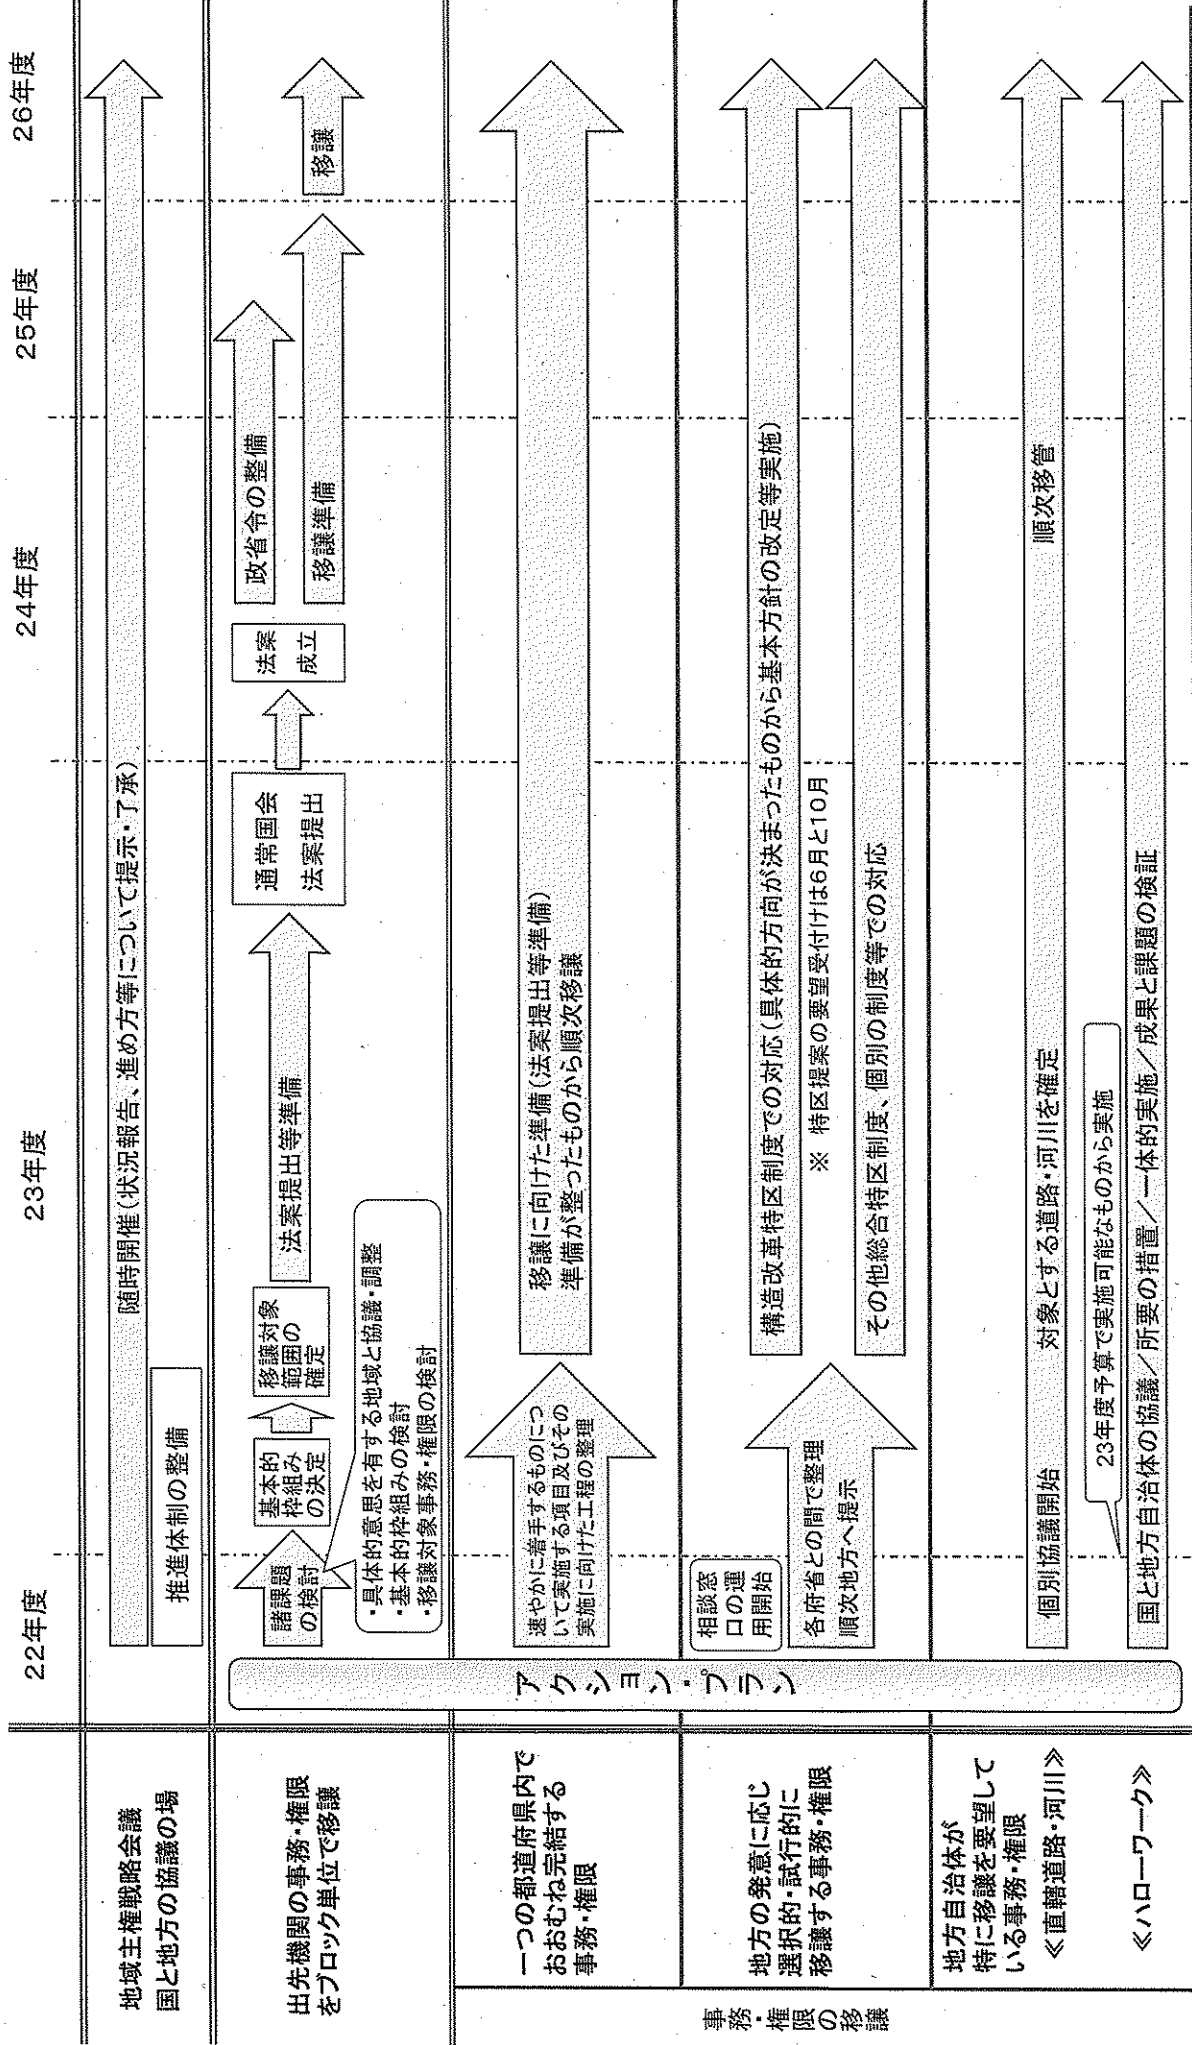 22年度
23年度
24年度
25年度
26年度
地域主権戦略会議
国と地方の協議の場
随時開催(状況報告、進め方等について提示・了承)
推進体制の整備
アクション・プラン
出先機関の事務・権限
をブロック単位で移譲
諸課題
の検討
・具体的意思を有する地域と協議・調整
・基本的枠組みの検討
・移譲対象事務・権限の検討
基本的
枠組み
の決定
移譲対象
範囲の
確定
法案提出等準備
通常国会
法案提出
法案
成立
政省令の整備
移譲準備
移譲
事務・権限の移譲
一つの都道府県内で
おおむね完結する
事務・権限
速やかに着手するものにつ
いて実施する項目及びその
実施に向けた工程の整理
移譲に向けた準備(法案提出等準備)
準備が整ったものから順次移譲
地方の発意に応じ
選択的・試行的に
移譲する事務・権限
相談窓
口の運
用開始
各府省との間で整理
順次地方へ提示
構造改革特区制度での対応(具体的方向が決まったものから基本方針の改定等実施)
※ 特区提案の要望受付けは6月と10月
その他総合特区制度、個別の制度等での対応
地方自治体が
特に移譲を要望して
いる事務・権限
≪直轄道路・河川≫
個別協議開始
対象とする道路・河川を確定
順次移管
≪ハローワーク≫
23年度予算で実施可能なものから実施
国と地方自治体の協議/所要の措置/一体的実施/成果と課題の検証